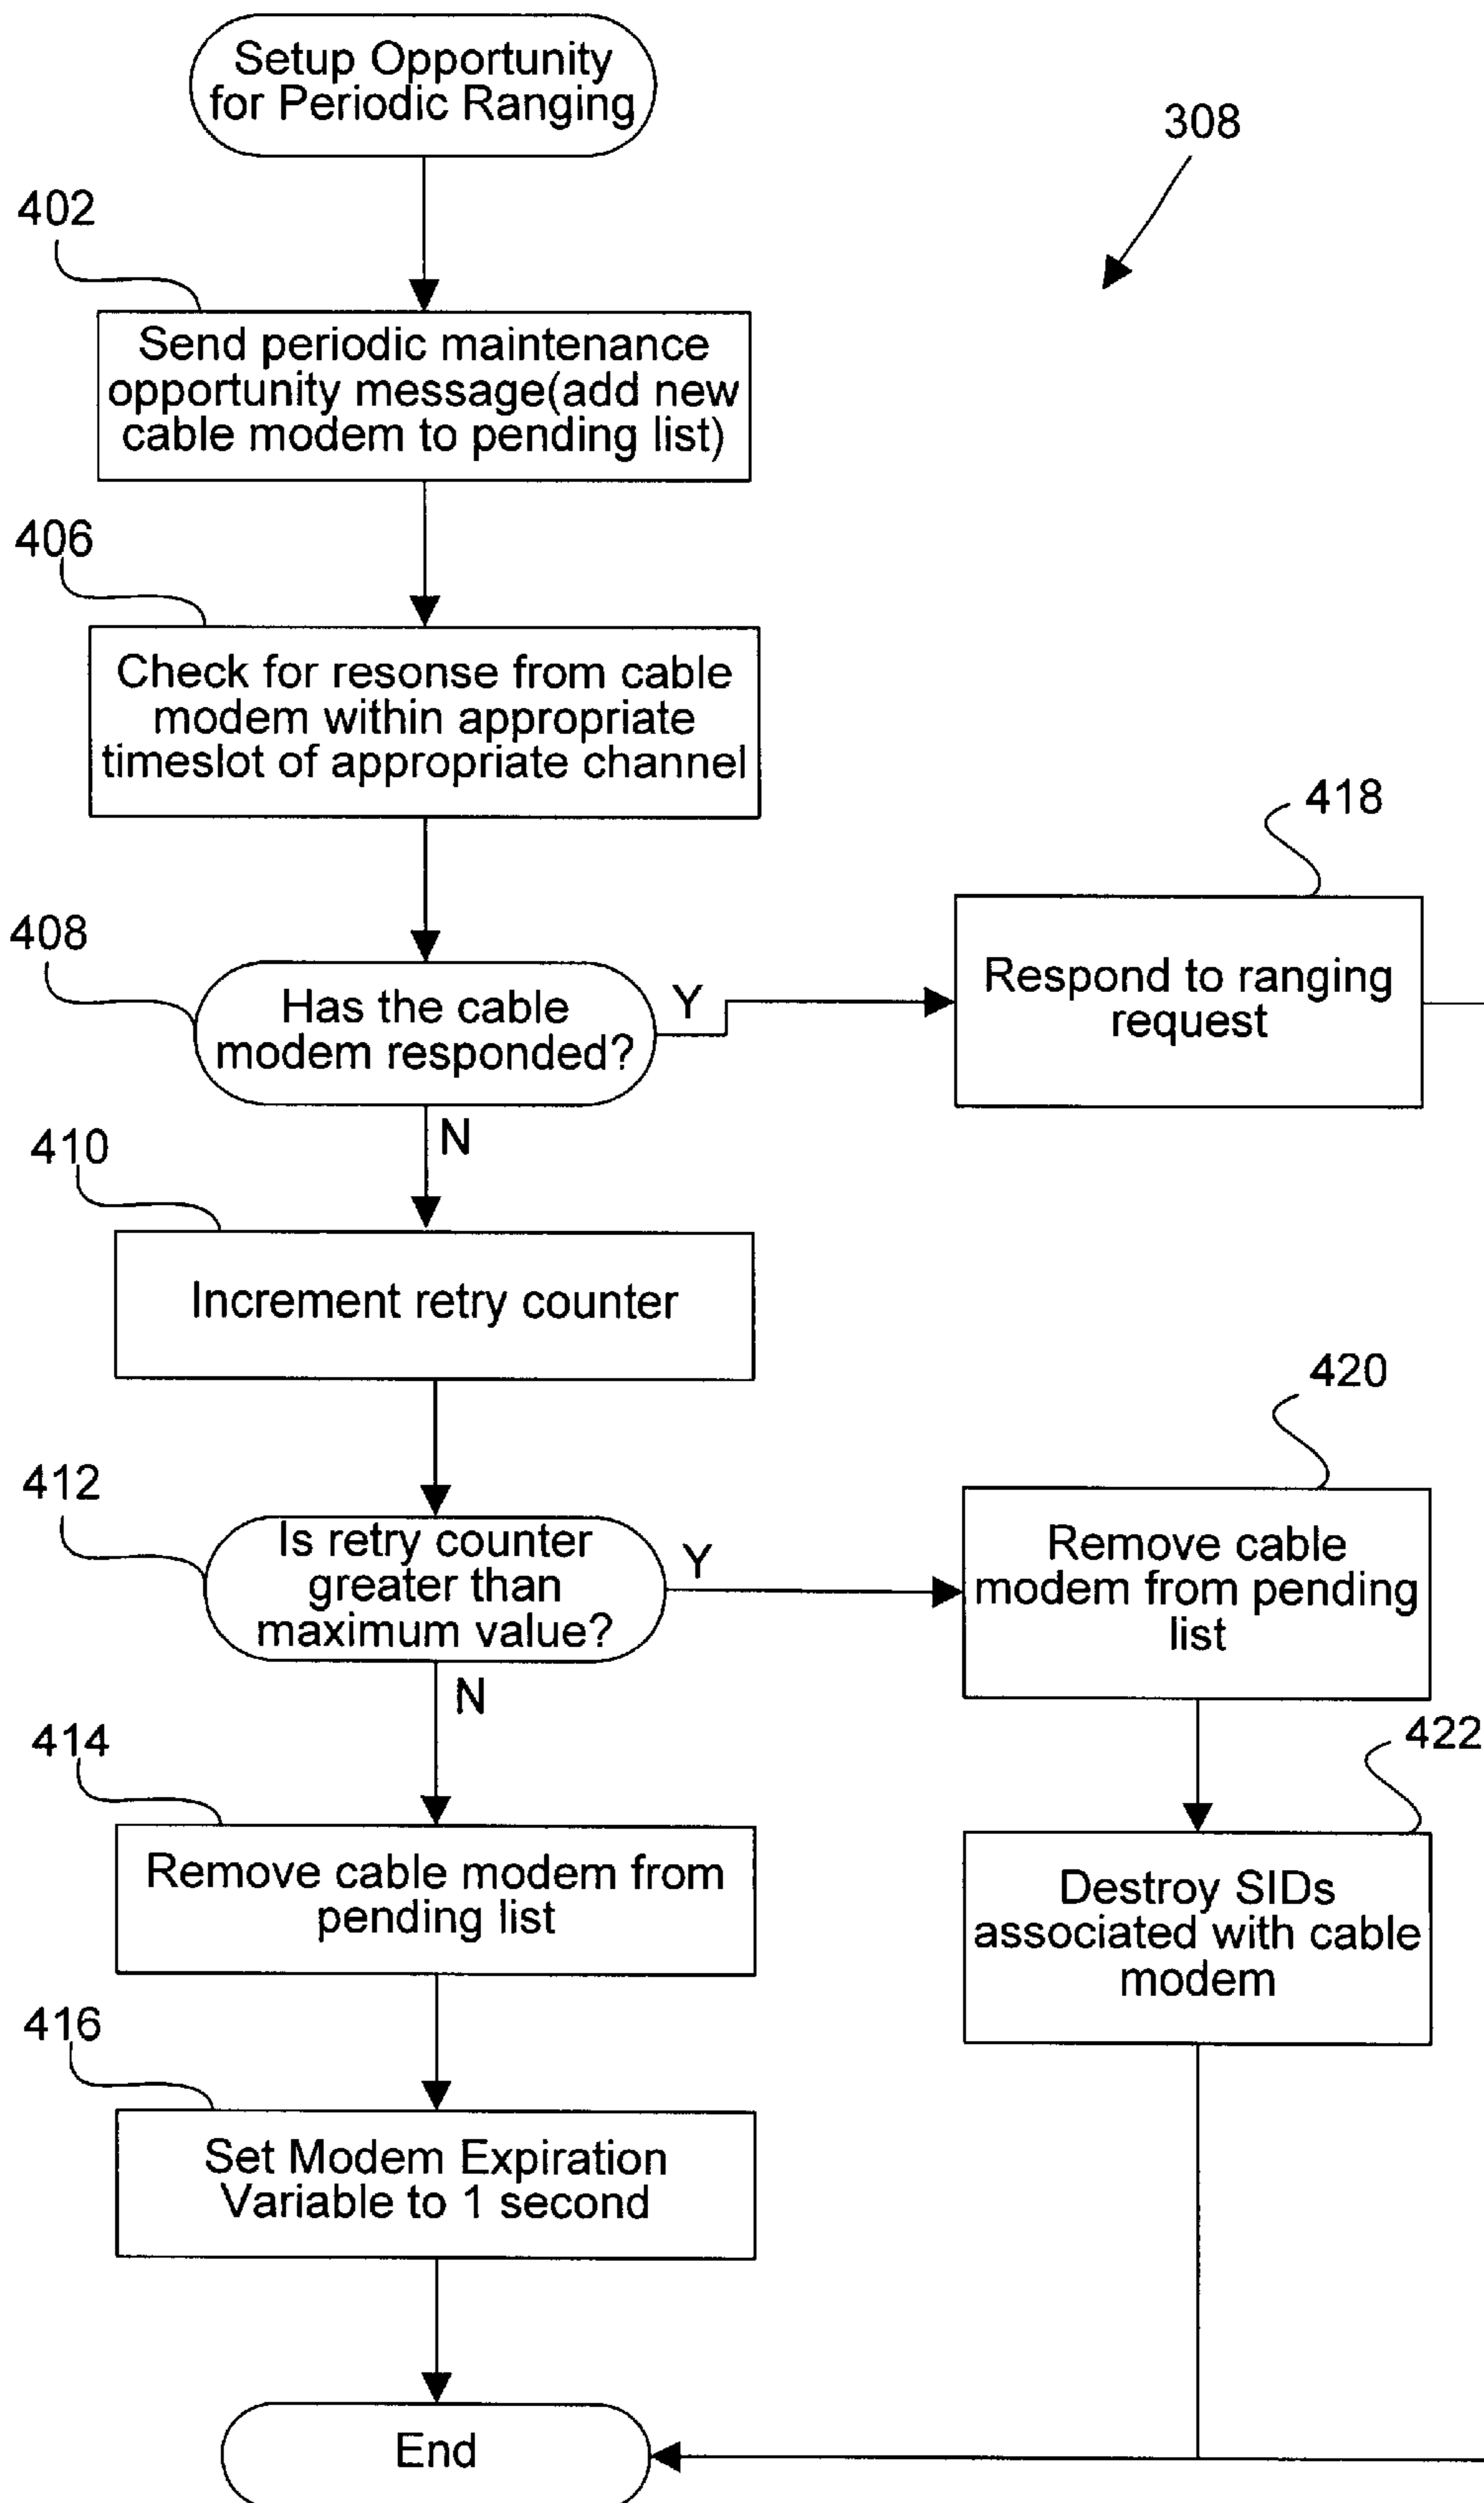 Setup Opportunity
for Periodic Ranging
308
402
Send periodic maintenance
opportunity message(add new
cable modem to pending list)
406
Check for resonse from cable
modem within appropriate
timeslot of appropriate channel
418
408
Has the cable
modem responded?
Y
Respond to ranging
request
N
410
Increment retry counter
420
412
Is retry counter
greater than
maximum value?
Y
Remove cable
modem from pending
list
N
414
422
Remove cable modem from
pending list
Destroy SIDs
associated with cable
modem
416
Set Modem Expiration
Variable to 1 second
End